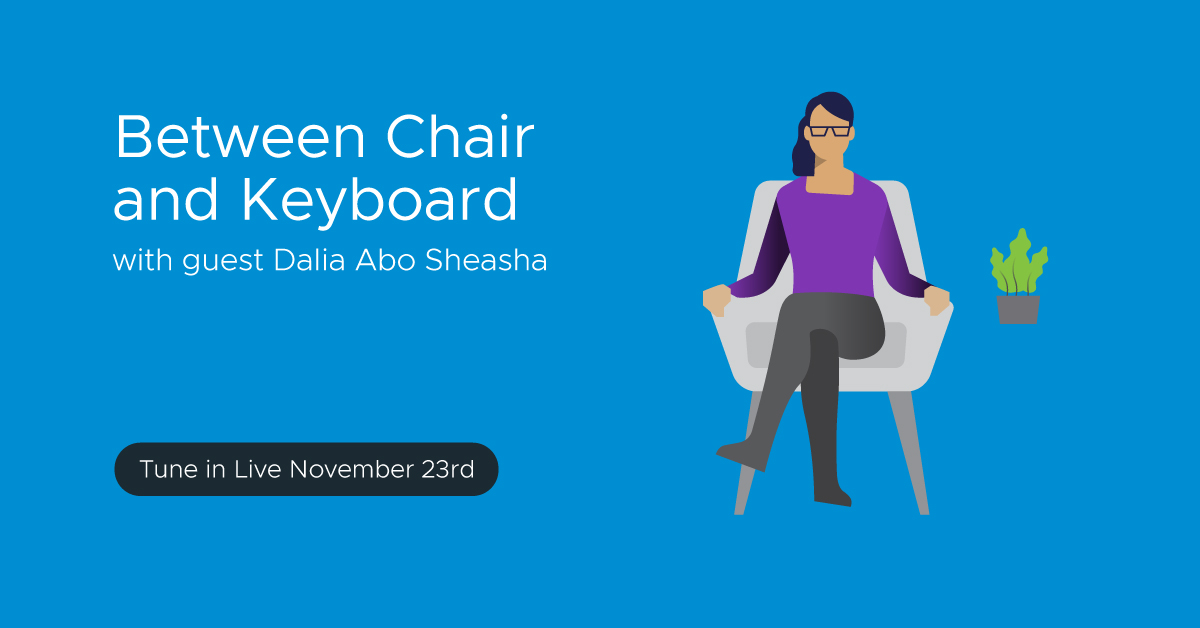 Between Chair
and Keyboard
with guest Dalia Abo Sheasha
Tune in Live November 23rd